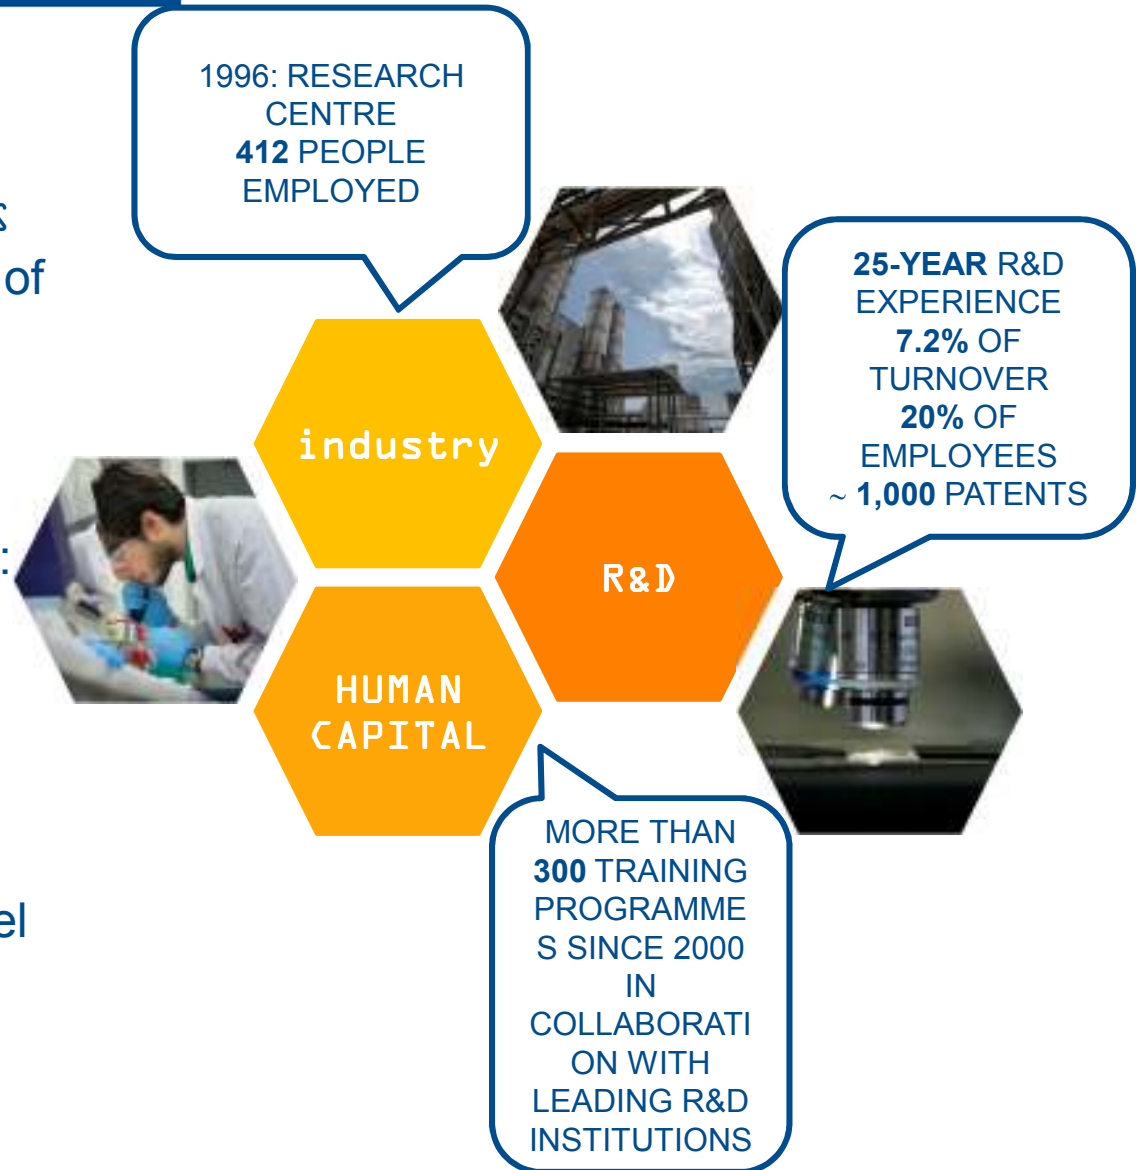 1996: RESEARCH
CENTRE
412 PEOPLE
EMPLOYED
of
25-YEAR R&D
EXPERIENCE
7.2% OF
TURNOVER
20% OF
EMPLOYEES
~ 1,000 PATENTS
industry
:
R&D
HUMAN
CAPITAL
MORE THAN
300 TRAINING
PROGRAMME
S SINCE 2000
IN
COLLABORATI
ON WITH
LEADING R&D
INSTITUTIONS
el